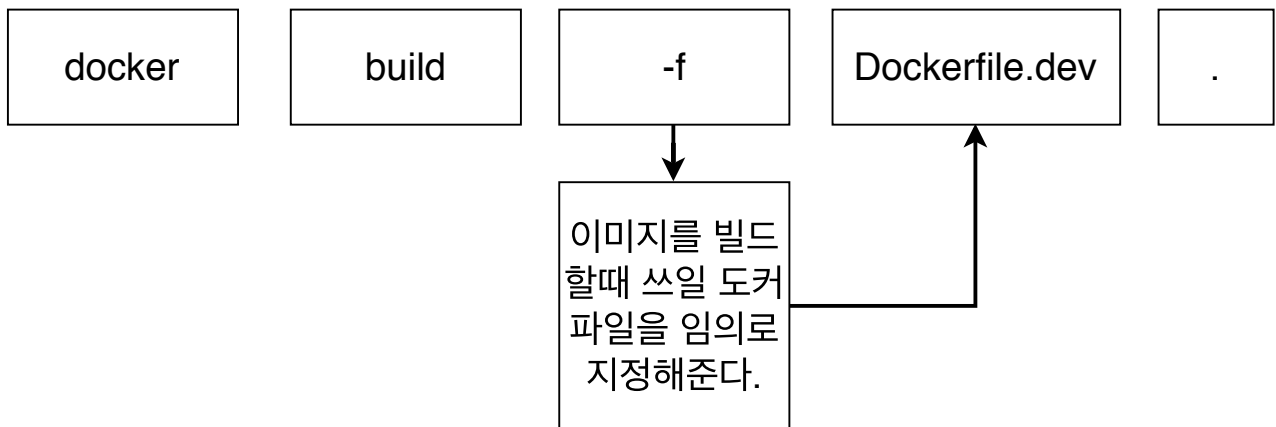 docker
build
-f
Dockerfile.dev
.
이미지를 빌드
할때 쓰일 도커
파일을 임의로
지정해준다.